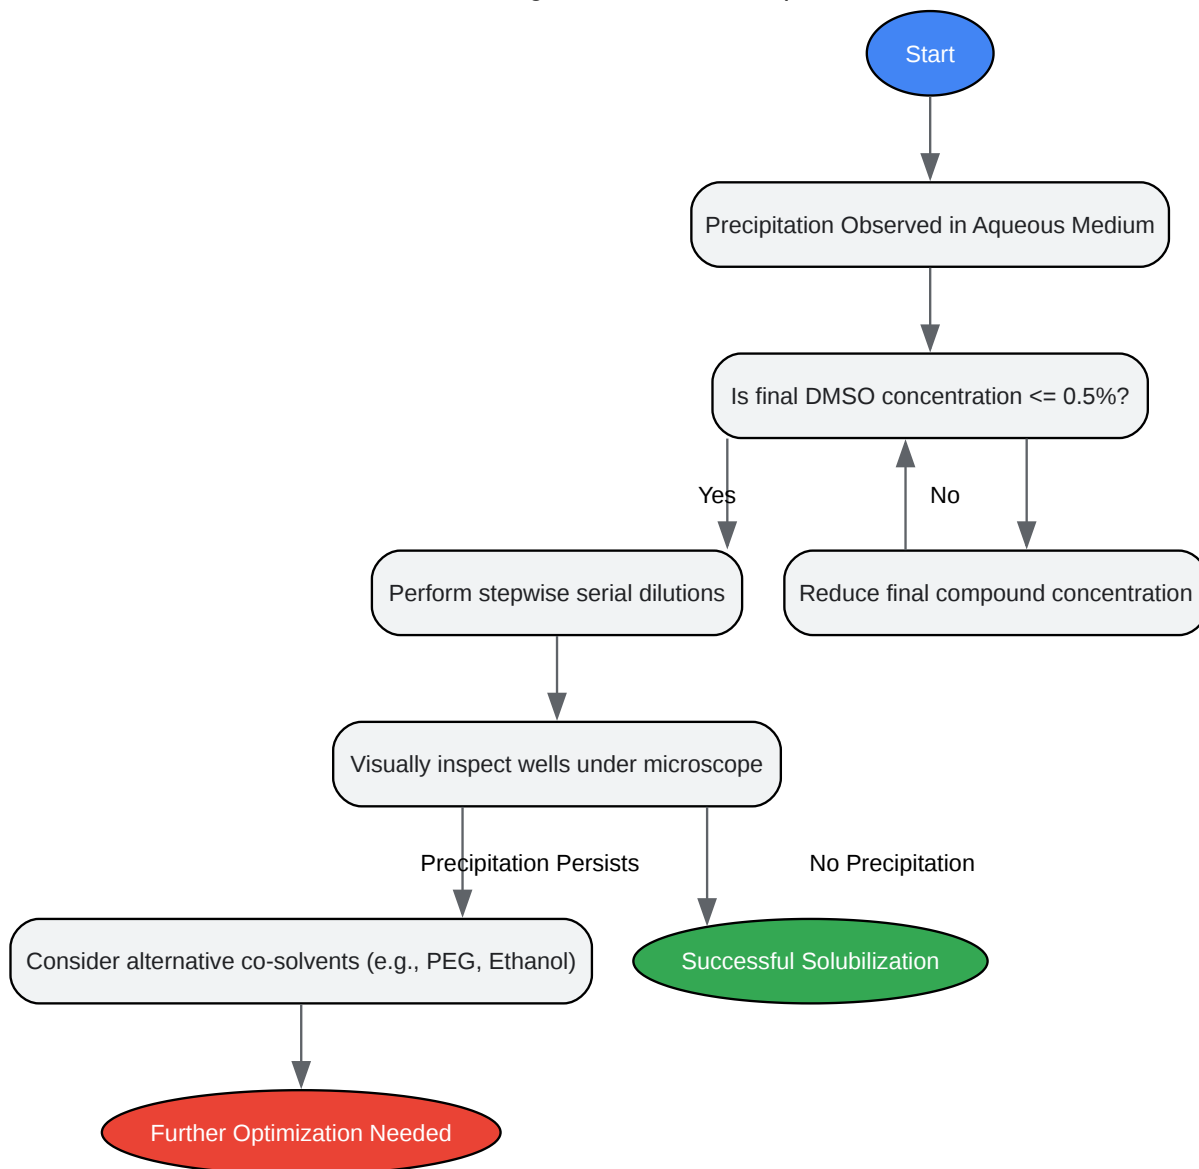 Start
Precipitation Observed in Aqueous Medium
Is final DMSO concentration <= 0.5%?
Yes
No
Perform stepwise serial dilutions
Reduce final compound concentration
Visually inspect wells under microscope
Precipitation Persists
No Precipitation
Consider alternative co-solvents (e.g., PEG, Ethanol)
Successful Solubilization
Further Optimization Needed